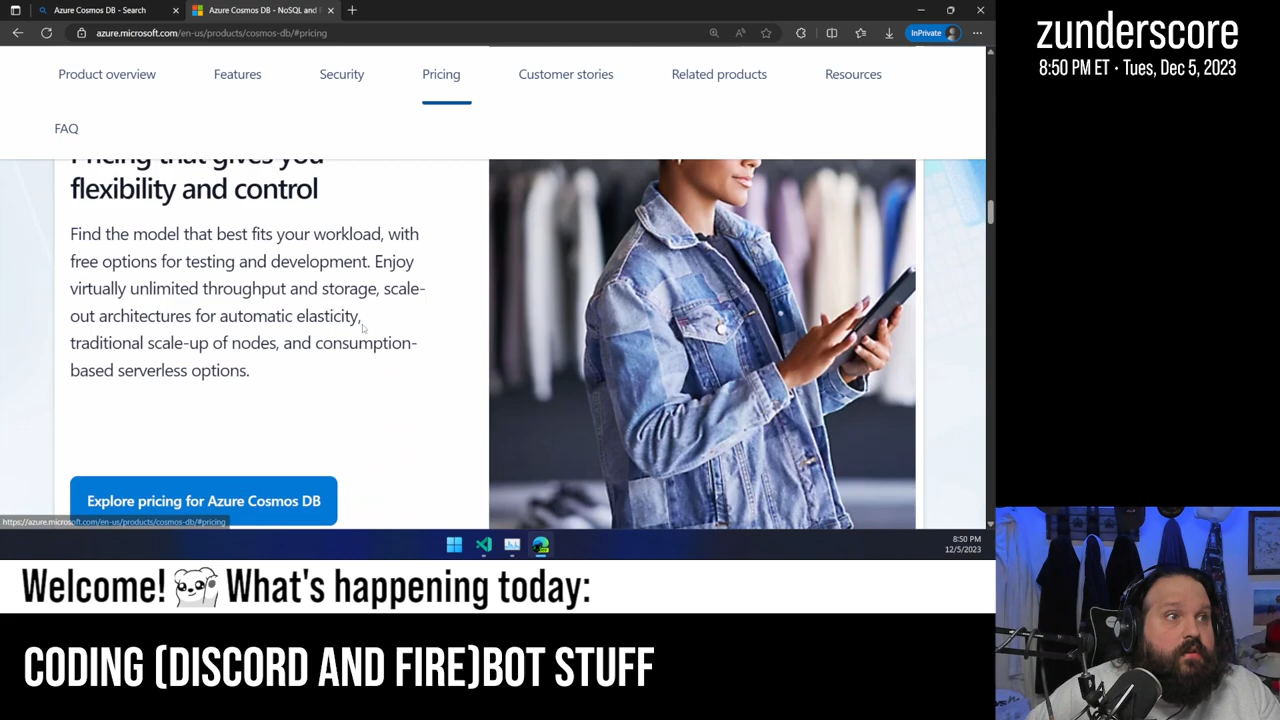 Azure Cosmos DB - Search
Azure Cosmos DB - NoSQL and
azure.microsoft.com/en-us/products/cosmos-db/#pricing
InPrivate
Product overview
Features
Security
Pricing
Customer stories
Related products
Resources
FAQ
Pricing that gives you
flexibility and control
Find the model that best fits your workload, with
free options for testing and development. Enjoy
virtually unlimited throughput and storage, scale-
out architectures for automatic elasticity,
traditional scale-up of nodes, and consumption-
based serverless options.
Explore pricing for Azure Cosmos DB
https://azure.microsoft.com/en-us/products/cosmos-db/#pricing
8:50 PM
12/5/2023
zunderscore
8:50 PM ET · Tues, Dec 5, 2023
Welcome! What's happening today:
CODING (DISCORD AND FIRE)BOT STUFF